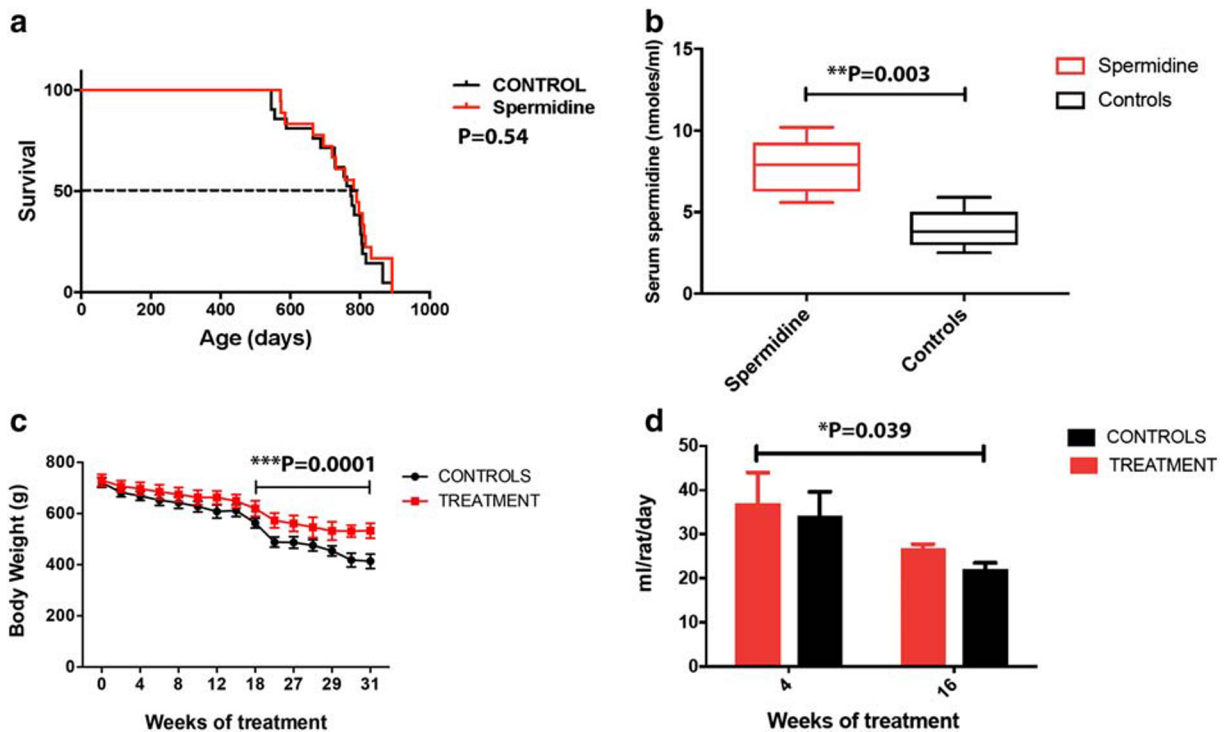 a
100
50
0
Survival
0 200 400 600 800 1000
Age (days)
CONTROL
Spermidine
P=0.54
b
15
10
5
0
Serum spermidine (nmoles/ml)
**P=0.003
Spermidine
Controls
Spermidine
Controls
c
800
600
400
200
0
Body Weight (g)
***P=0.0001
CONTROLS
TREATMENT
0 4 8 12 18 27 29 31
Weeks of treatment
d
50
40
30
20
10
0
ml/rat/day
*P=0.039
CONTROLS
TREATMENT
4 16
Weeks of treatment